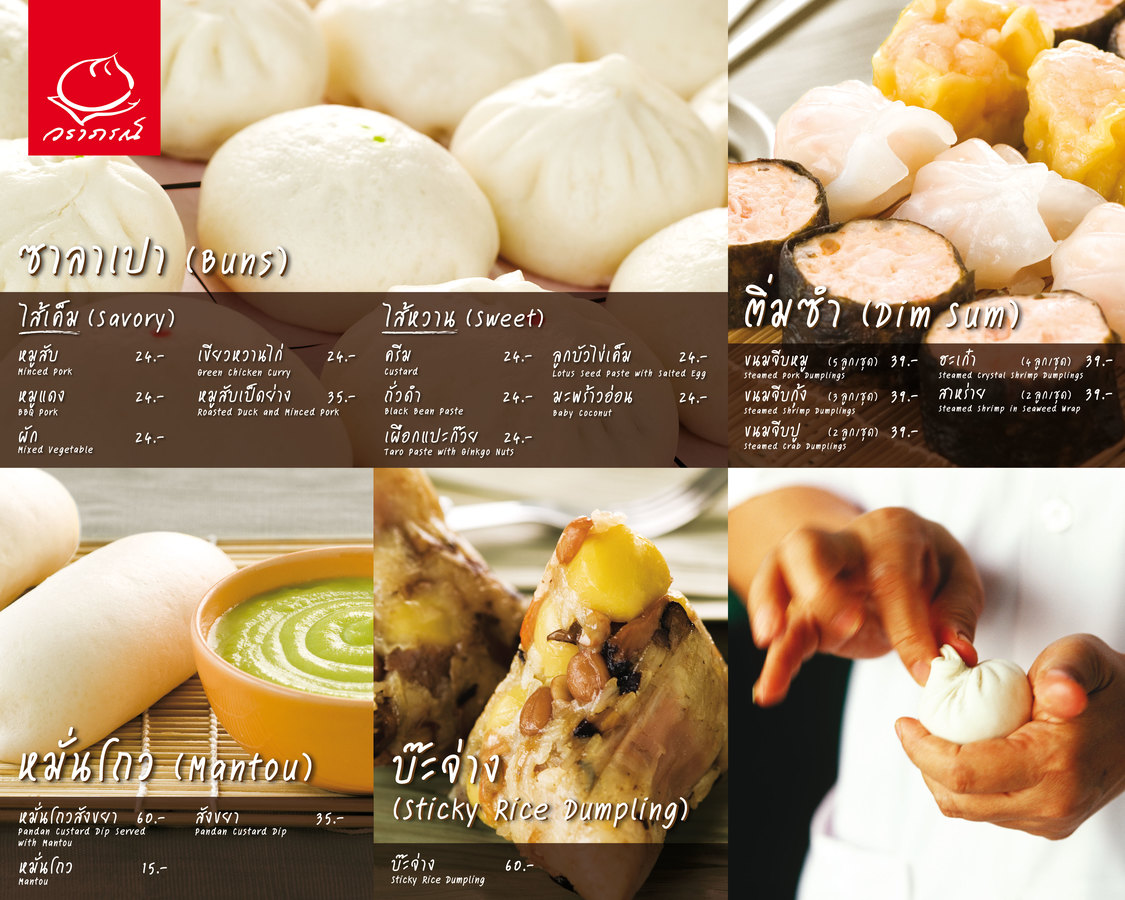 วราภรณ์
ซาลาเปา (Buns)
ไส้เค็ม (Savory)
หมูสับ 24.-
Minced Pork
หมูแดง 24.-
BBQ Pork
ผัก 24.-
Mixed Vegetable
เขียวหวานไก่ 24.-
Green Chicken Curry
หมูสับเป็ดย่าง 35.-
Roasted Duck and Minced Pork
ไส้หวาน (Sweet)
ครีม 24.-
Custard
ถั่วดำ 24.-
Black Bean Paste
เผือกแปะก๊วย 24.-
Taro Paste with Ginkgo Nuts
ลูกบัวไข่เค็ม 24.-
Lotus Seed Paste with Salted Egg
มะพร้าวอ่อน 24.-
Baby Coconut
ติ่มซำ (Dim Sum)
ขนมจีบหมู (5 ลูก/ชุด) 39.-
Steamed Pork Dumplings
ขนมจีบกุ้ง (3 ลูก/ชุด) 39.-
Steamed Shrimp Dumplings
ขนมจีบปู (2 ลูก/ชุด) 39.-
Steamed Crab Dumplings
ฮะเก๋า (4 ลูก/ชุด) 39.-
Steamed Crystal Shrimp Dumplings
สาหร่าย (2 ลูก/ชุด) 39.-
Steamed Shrimp in Seaweed Wrap
หมั่นโถว (Mantou)
หมั่นโถวสังขยา 60.-
Pandan Custard Dip Served
with Mantou
หมั่นโถว 15.-
Mantou
สังขยา 35.-
Pandan Custard Dip
บ๊ะจ่าง
(Sticky Rice Dumpling)
บ๊ะจ่าง 60.-
Sticky Rice Dumpling